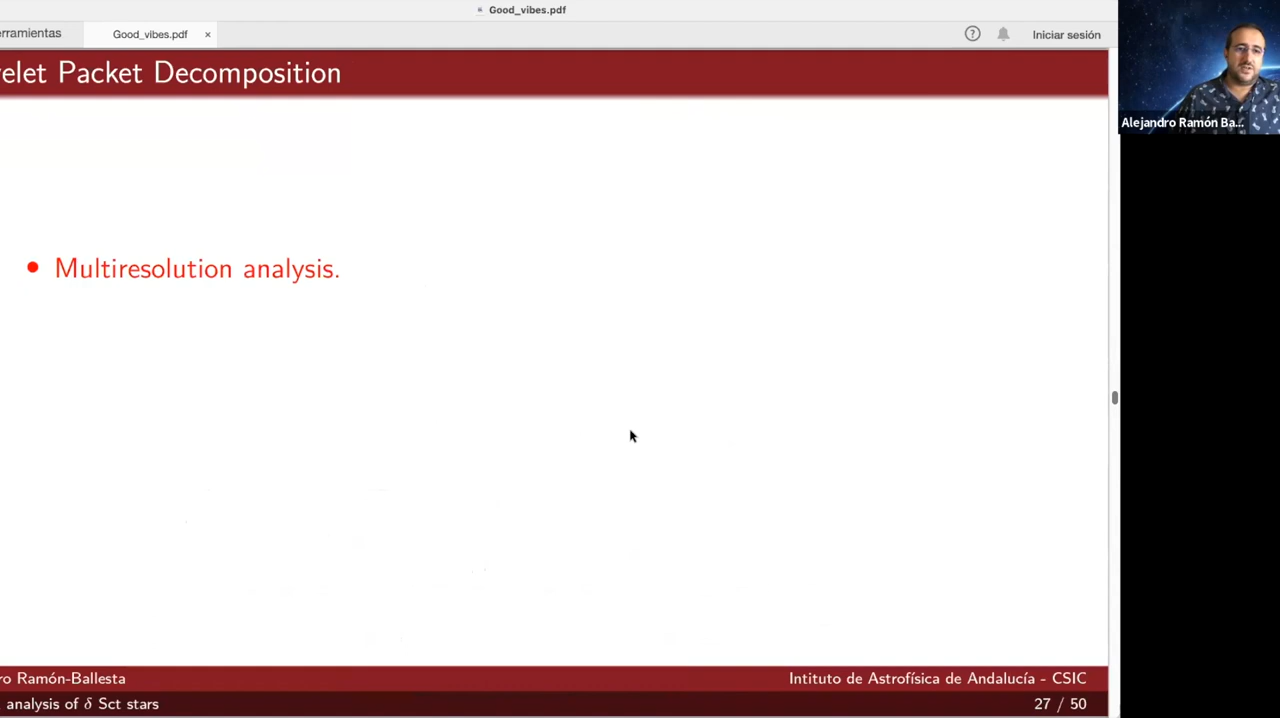 Good_vibes.pdf
erramientas
Good_vibes.pdf ×
? Iniciar sesión
elet Packet Decomposition
Alejandro Ramón Ba...
• Multiresolution analysis.
ro Ramón-Ballesta
Intituto de Astrofísica de Andalucía - CSIC
analysis of δ Sct stars
27 / 50